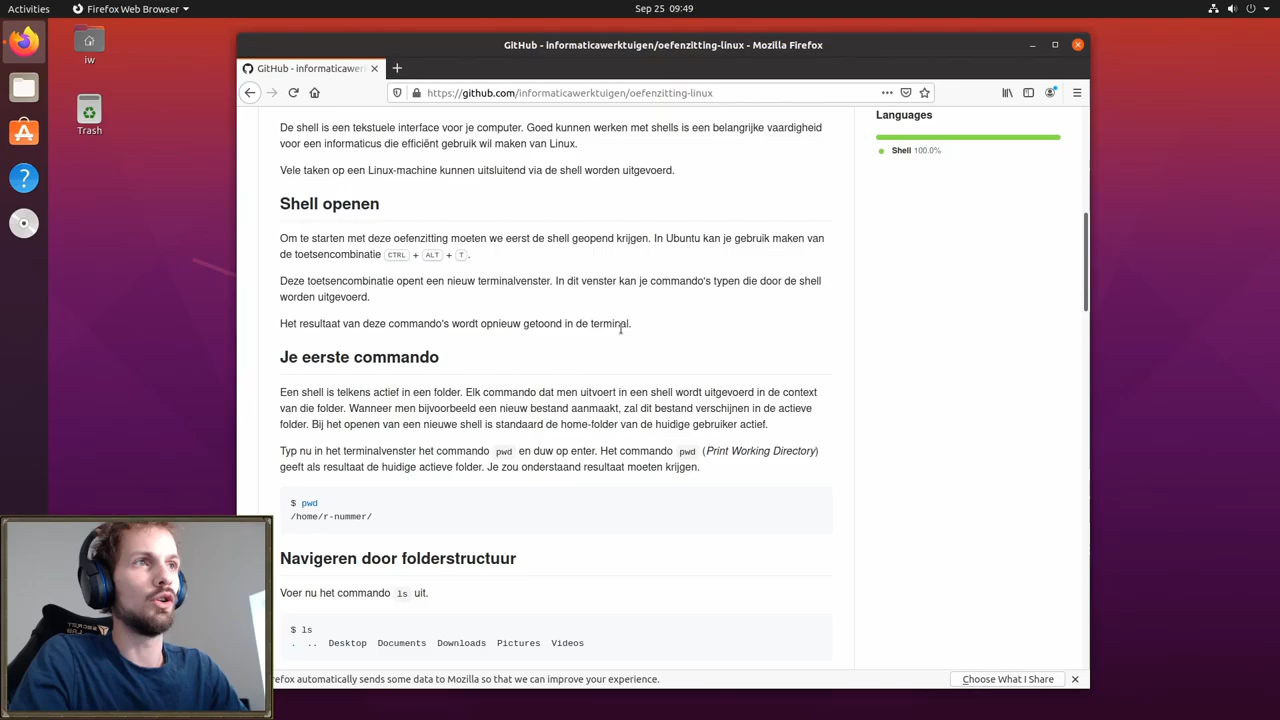 Activities
Firefox Web Browser
Sep 25 09:49
iw
Trash
GitHub - informaticawerktuigen/oefenzitting-linux - Mozilla Firefox
GitHub - informaticawerk
https://github.com/informaticawerktuigen/oefenzitting-linux
De shell is een tekstuele interface voor je computer. Goed kunnen werken met shells is een belangrijke vaardigheid
voor een informaticus die efficiënt gebruik wil maken van Linux.
Vele taken op een Linux-machine kunnen uitsluitend via de shell worden uitgevoerd.
Shell openen
Om te starten met deze oefenzitting moeten we eerst de shell geopend krijgen. In Ubuntu kan je gebruik maken van
de toetsencombinatie CTRL + ALT + T.
Deze toetsencombinatie opent een nieuw terminalvenster. In dit venster kan je commando's typen die door de shell
worden uitgevoerd.
Het resultaat van deze commando's wordt opnieuw getoond in de terminal.
Je eerste commando
Een shell is telkens actief in een folder. Elk commando dat men uitvoert in een shell wordt uitgevoerd in de context
van die folder. Wanneer men bijvoorbeeld een nieuw bestand aanmaakt, zal dit bestand verschijnen in de actieve
folder. Bij het openen van een nieuwe shell is standaard de home-folder van de huidige gebruiker actief.
Typ nu in het terminalvenster het commando pwd en duw op enter. Het commando pwd (Print Working Directory)
geeft als resultaat de huidige actieve folder. Je zou onderstaand resultaat moeten krijgen.
$ pwd
/home/r-nummer/
Navigeren door folderstructuur
Voer nu het commando ls uit.
$ ls
. .. Desktop Documents Downloads Pictures Videos
Languages
Shell 100.0%
refox automatically sends some data to Mozilla so that we can improve your experience.
Choose What I Share